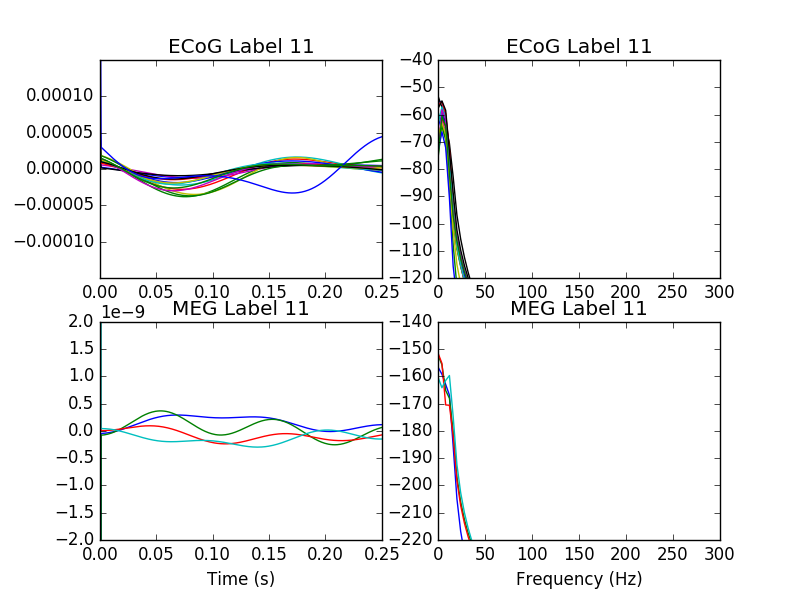 ECoG Label 11
0.00010
0.00005
0.00000
−0.00005
−0.00010
0.00 0.05 0.10 0.15 0.20 0.25
ECoG Label 11
−40
−50
−60
−70
−80
−90
−100
−110
−120
0 50 100 150 200 250 300
MEG Label 11
1e−9
2.0
1.5
1.0
0.5
0.0
−0.5
−1.0
−1.5
−2.0
0.00 0.05 0.10 0.15 0.20 0.25
Time (s)
MEG Label 11
−140
−150
−160
−170
−180
−190
−200
−210
−220
0 50 100 150 200 250 300
Frequency (Hz)